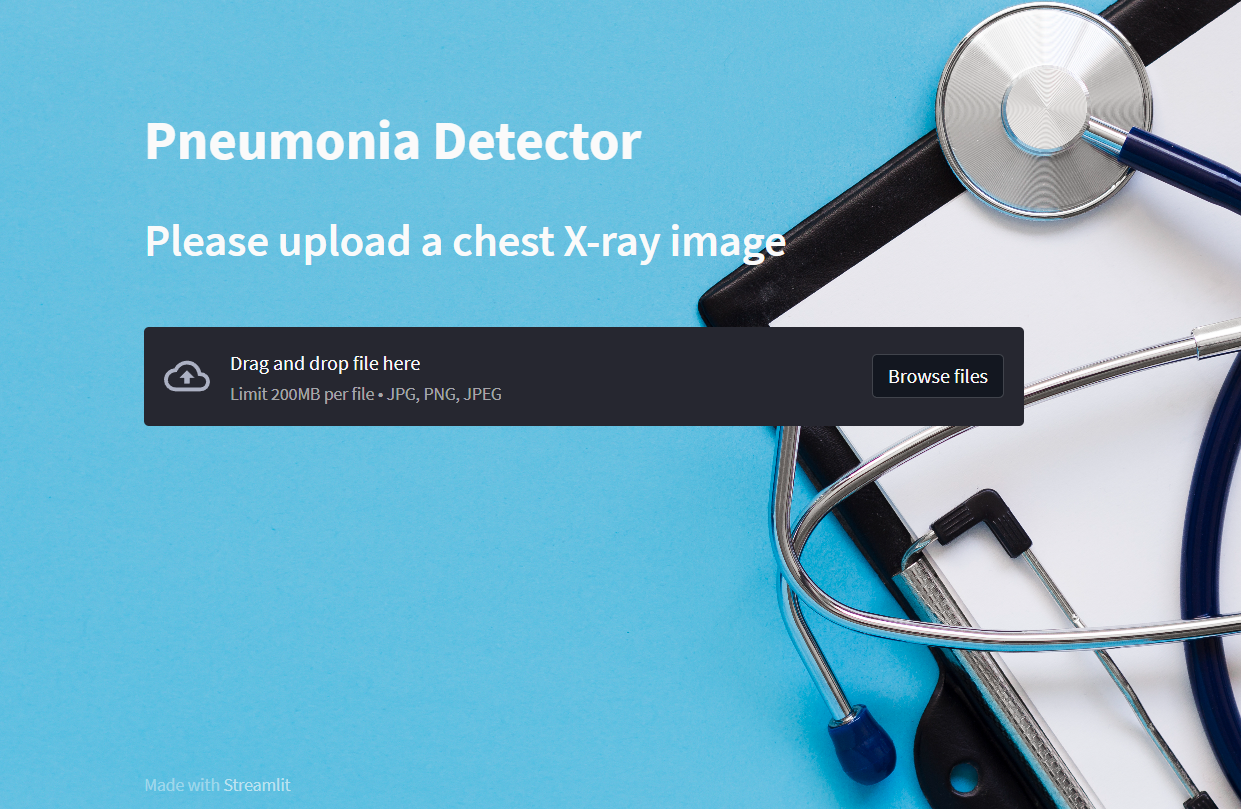 Pneumonia Detector
Please upload a chest X-ray image
Drag and drop file here
Limit 200MB per file • JPG, PNG, JPEG
Browse files
Made with Streamlit